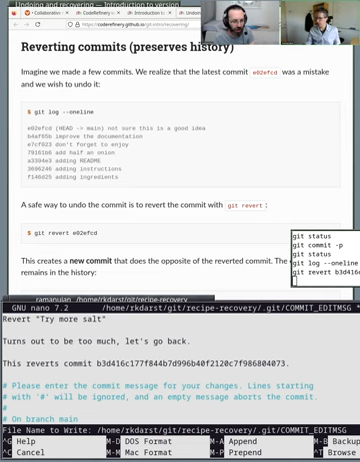 Undoing and recovering — Introduction to version
Collaborative
CodeRefinery
Introduction t
Undoing
https://coderefinery.github.io/git-intro/recovering/
Reverting commits (preserves history)
Imagine we made a few commits. We realize that the latest commit e02efcd was a mistake
and we wish to undo it:
$ git log --oneline
e02efcd (HEAD -> main) not sure this is a good idea
b4af65b improve the documentation
e7cf023 don't forget to enjoy
79161b6 add half an onion
a3394e3 adding README
3696246 adding instructions
f146d25 adding ingredients
A safe way to undo the commit is to revert the commit with git revert :
$ git revert e02efcd
This creates a new commit that does the opposite of the reverted commit. The
remains in the history:
git status
git commit -p
git status
git log --oneline
git revert b3d416
ramanujan /home/rkdarst/git/recipe-recovery
GNU nano 7.2 /home/rkdarst/git/recipe-recovery/.git/COMMIT_EDITMSG *
Revert "Try more salt"
Turns out to be too much, let's go back.
This reverts commit b3d416c177f844b7d996b40f2120c7f986804073.
# Please enter the commit message for your changes. Lines starting
# with '#' will be ignored, and an empty message aborts the commit.
#
# On branch main
File Name to Write: /home/rkdarst/git/recipe-recovery/.git/COMMIT_EDITMSG
^G Help M-D DOS Format M-A Append M-B Backup
^C Cancel M-M Mac Format M-P Prepend ^T Browse